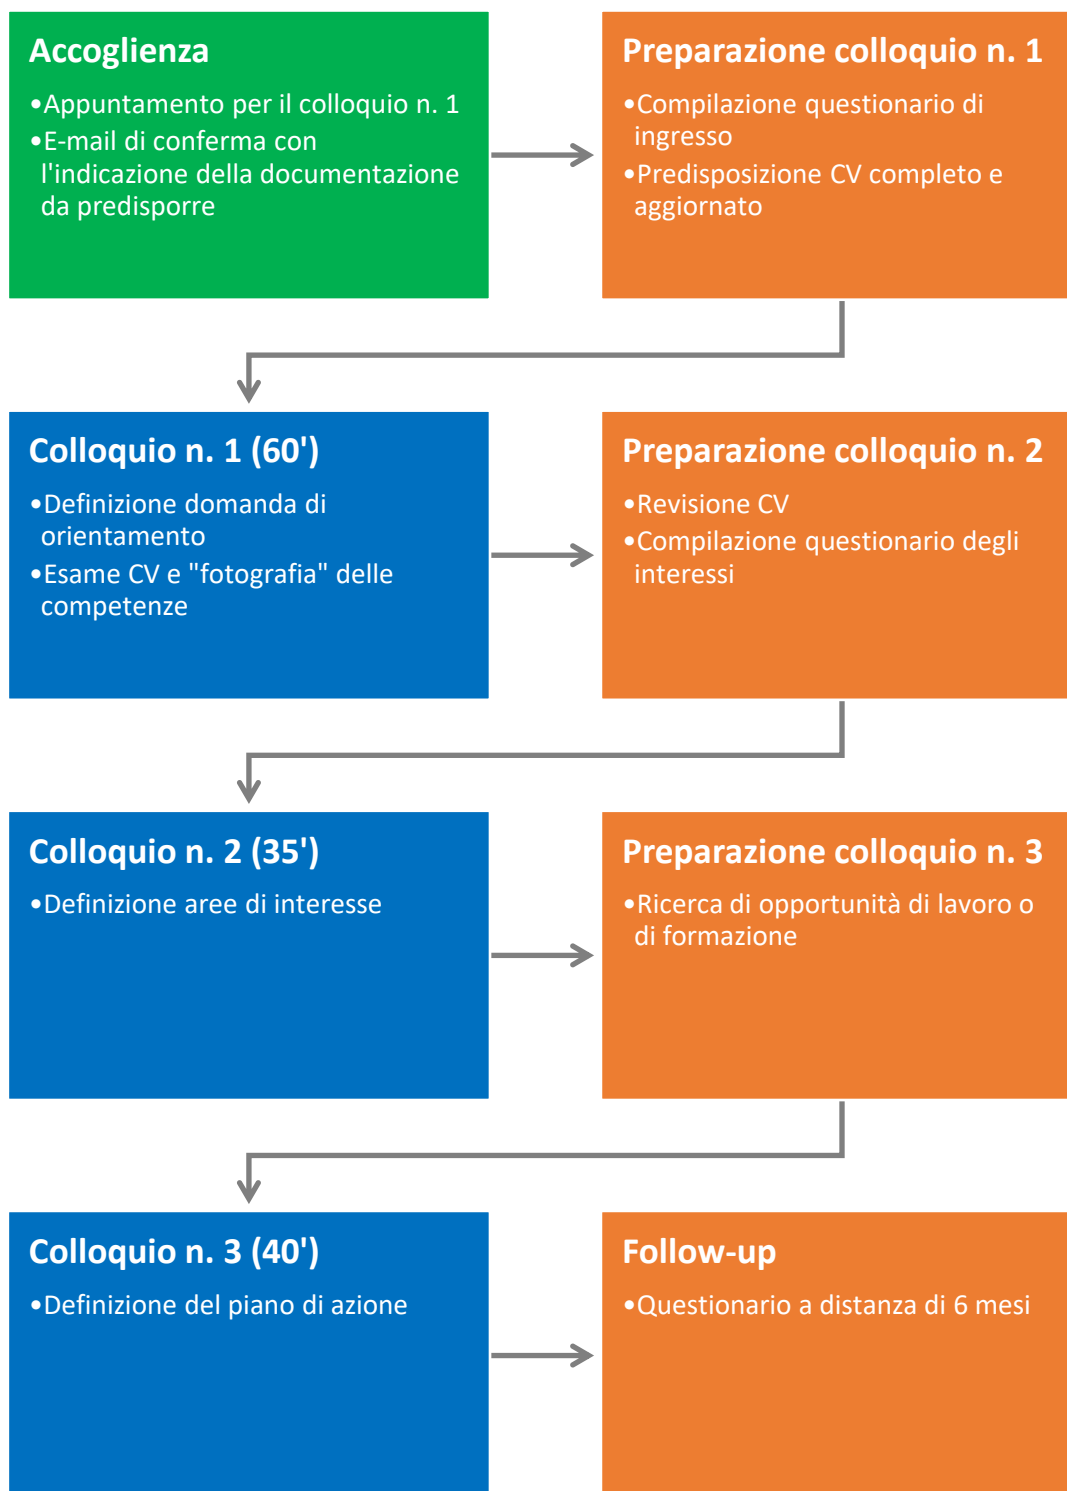 Accoglienza
•Appuntamento per il colloquio n. 1
•E-mail di conferma con
l'indicazione della documentazione
da predisporre
Preparazione colloquio n. 1
•Compilazione questionario di
ingresso
•Predisposizione CV completo e
aggiornato
Colloquio n. 1 (60')
•Definizione domanda di
orientamento
•Esame CV e "fotografia" delle
competenze
Preparazione colloquio n. 2
•Revisione CV
•Compilazione questionario degli
interessi
Colloquio n. 2 (35')
•Definizione aree di interesse
Preparazione colloquio n. 3
•Ricerca di opportunità di lavoro o
di formazione
Colloquio n. 3 (40')
•Definizione del piano di azione
Follow-up
•Questionario a distanza di 6 mesi